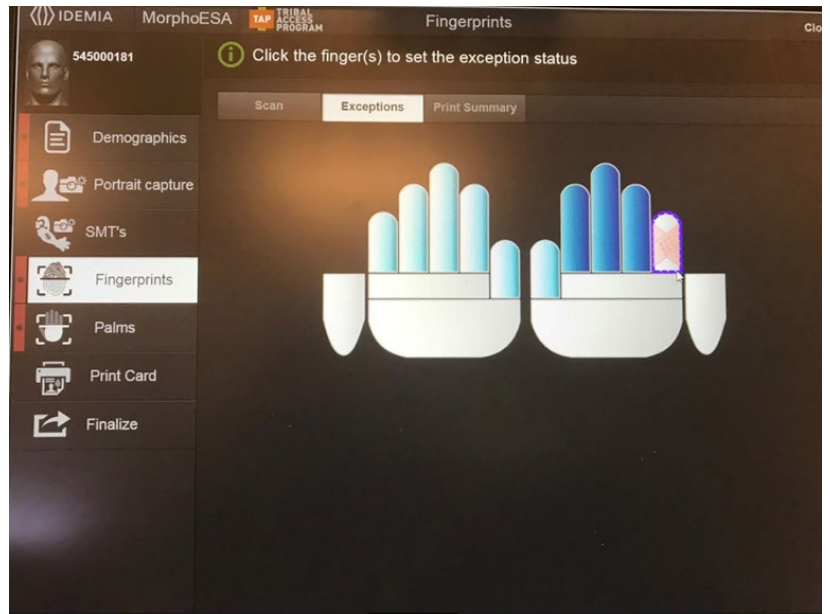 IDEMIA MorphoESA TAP TRIBAL ACCESS PROGRAM Fingerprints Clo
545000181
Click the finger(s) to set the exception status
Scan Exceptions Print Summary
Demographics
Portrait capture
SMT's
Fingerprints
Palms
Print Card
Finalize